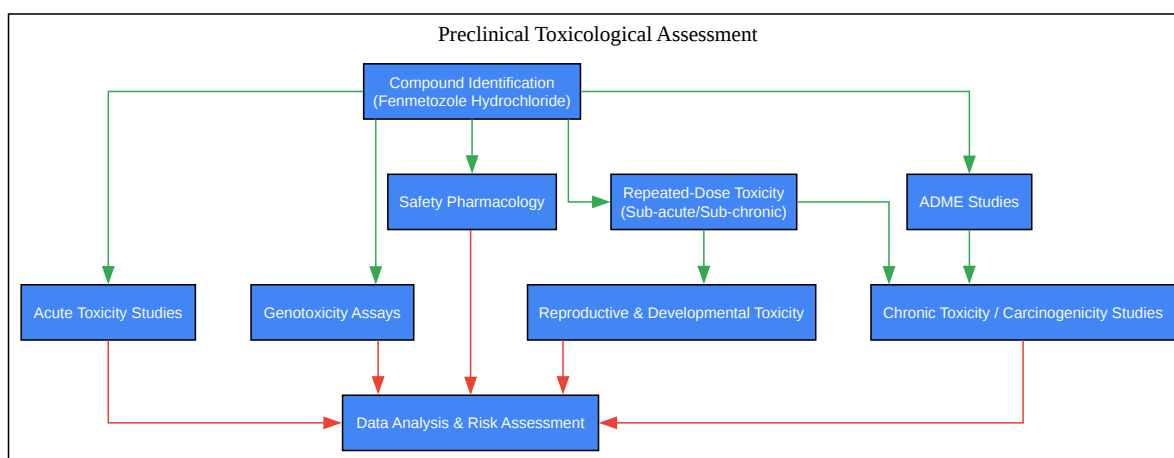 Preclinical Toxicological Assessment
Compound Identification
(Fenmetozole Hydrochloride)
Safety Pharmacology
Repeated-Dose Toxicity
(Sub-acute/Sub-chronic)
ADME Studies
Acute Toxicity Studies
Genotoxicity Assays
Reproductive & Developmental Toxicity
Chronic Toxicity / Carcinogenicity Studies
Data Analysis & Risk Assessment